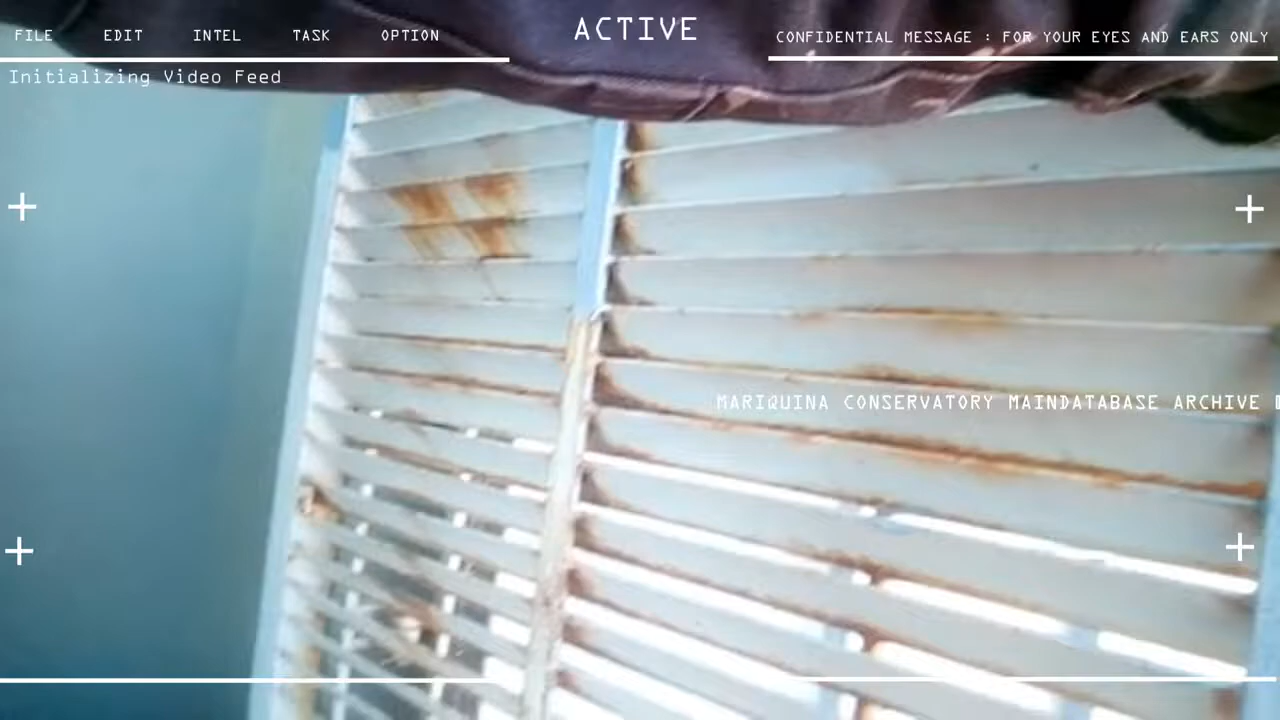 FILE EDIT INTEL TASK OPTION
ACTIVE
CONFIDENTIAL MESSAGE : FOR YOUR EYES AND EARS ONLY
Initializing Video Feed
MARIQUINA CONSERVATORY MAINDATABASE ARCHIVE